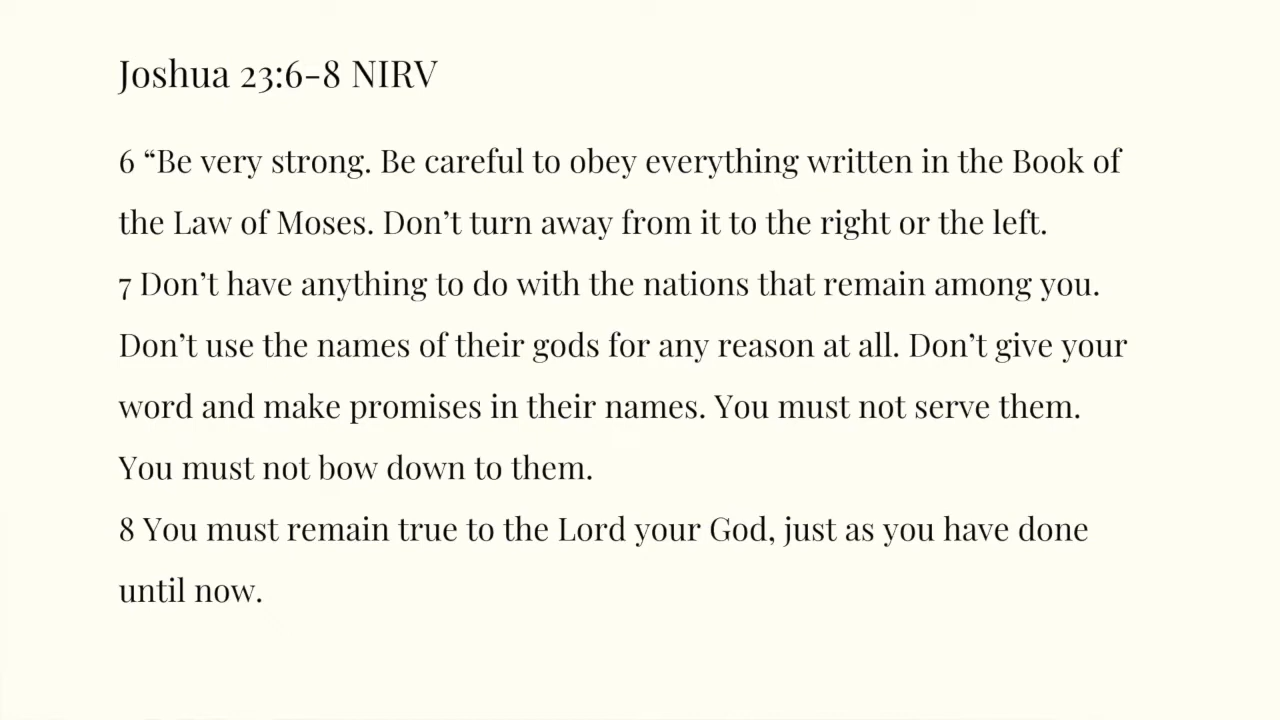 Joshua 23:6-8 NIRV
6 “Be very strong. Be careful to obey everything written in the Book of
the Law of Moses. Don’t turn away from it to the right or the left.
7 Don’t have anything to do with the nations that remain among you.
Don’t use the names of their gods for any reason at all. Don’t give your
word and make promises in their names. You must not serve them.
You must not bow down to them.
8 You must remain true to the Lord your God, just as you have done
until now.